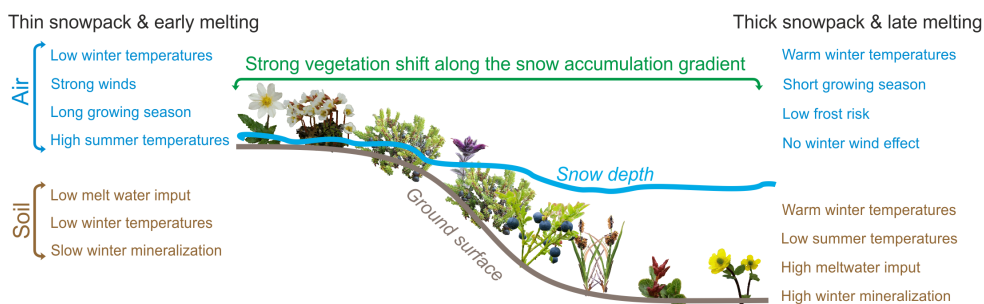 Thin snowpack & early melting
Thick snowpack & late melting
Air
Low winter temperatures
Strong winds
Long growing season
High summer temperatures
Strong vegetation shift along the snow accumulation gradient
Warm winter temperatures
Short growing season
Low frost risk
No winter wind effect
Snow depth
Ground surface
Soil
Low melt water imput
Low winter temperatures
Slow winter mineralization
Warm winter temperatures
Low summer temperatures
High meltwater imput
High winter mineralization